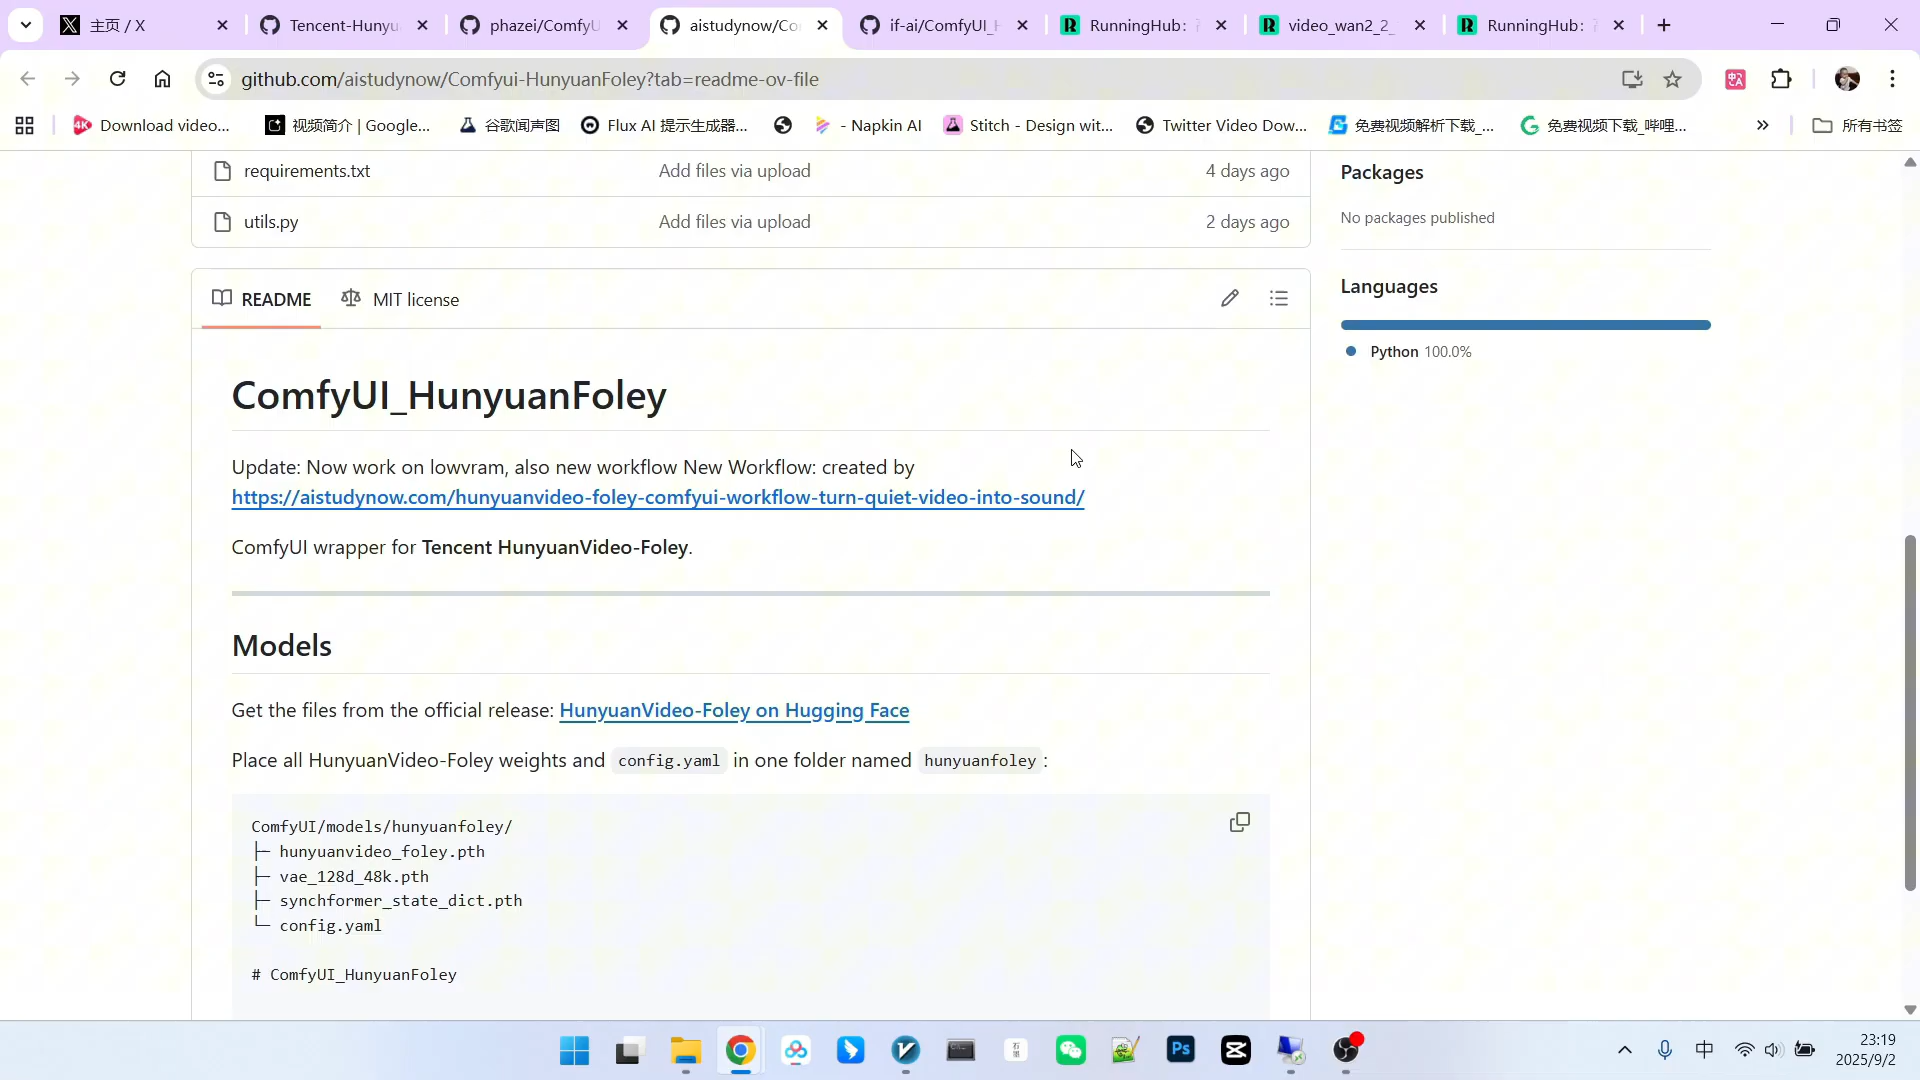 主页 / X
Tencent-Hunyu
phazei/ComfyU
aistudynow/Co
if-ai/ComfyUI_H
RunningHub: ?
video_wan2_2_
RunningHub: ?
github.com/aistudynow/Comfyui-HunyuanFoley?tab=readme-ov-file
Download video...
视频简介 | Google...
谷歌闻声图
Flux AI 提示生成器...
- Napkin AI
Stitch - Design wit...
Twitter Video Dow...
免费视频解析下载_...
免费视频下载_哔哩...
所有书签
requirements.txt
Add files via upload
4 days ago
utils.py
Add files via upload
2 days ago
Packages
No packages published
Languages
Python 100.0%
README
MIT license
ComfyUI_HunyuanFoley
Update: Now work on lowvram, also new workflow New Workflow: created by
https://aistudynow.com/hunyuanvideo-foley-comfyui-workflow-turn-quiet-video-into-sound/
ComfyUI wrapper for Tencent HunyuanVideo-Foley.
Models
Get the files from the official release: HunyuanVideo-Foley on Hugging Face
Place all HunyuanVideo-Foley weights and config.yaml in one folder named hunyuanfoley :
ComfyUI/models/hunyuanfoley/
├─ hunyuanvideo_foley.pth
├─ vae_128d_48k.pth
├─ synchformer_state_dict.pth
└─ config.yaml
# ComfyUI_HunyuanFoley
中
23:19
2025/9/2